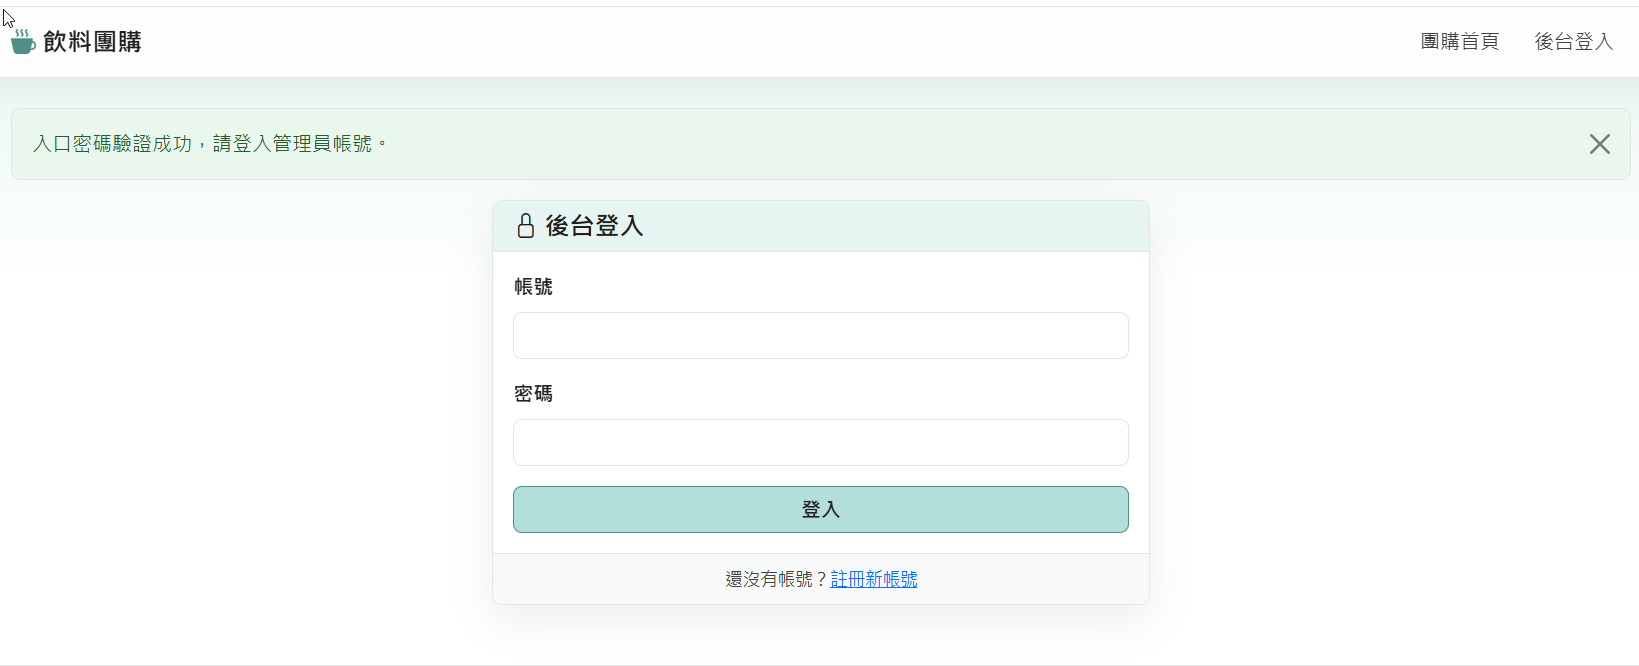 飲料團購
團購首頁
後台登入
入口密碼驗證成功，請登入管理員帳號。
後台登入
帳號
密碼
登入
還沒有帳號？註冊新帳號